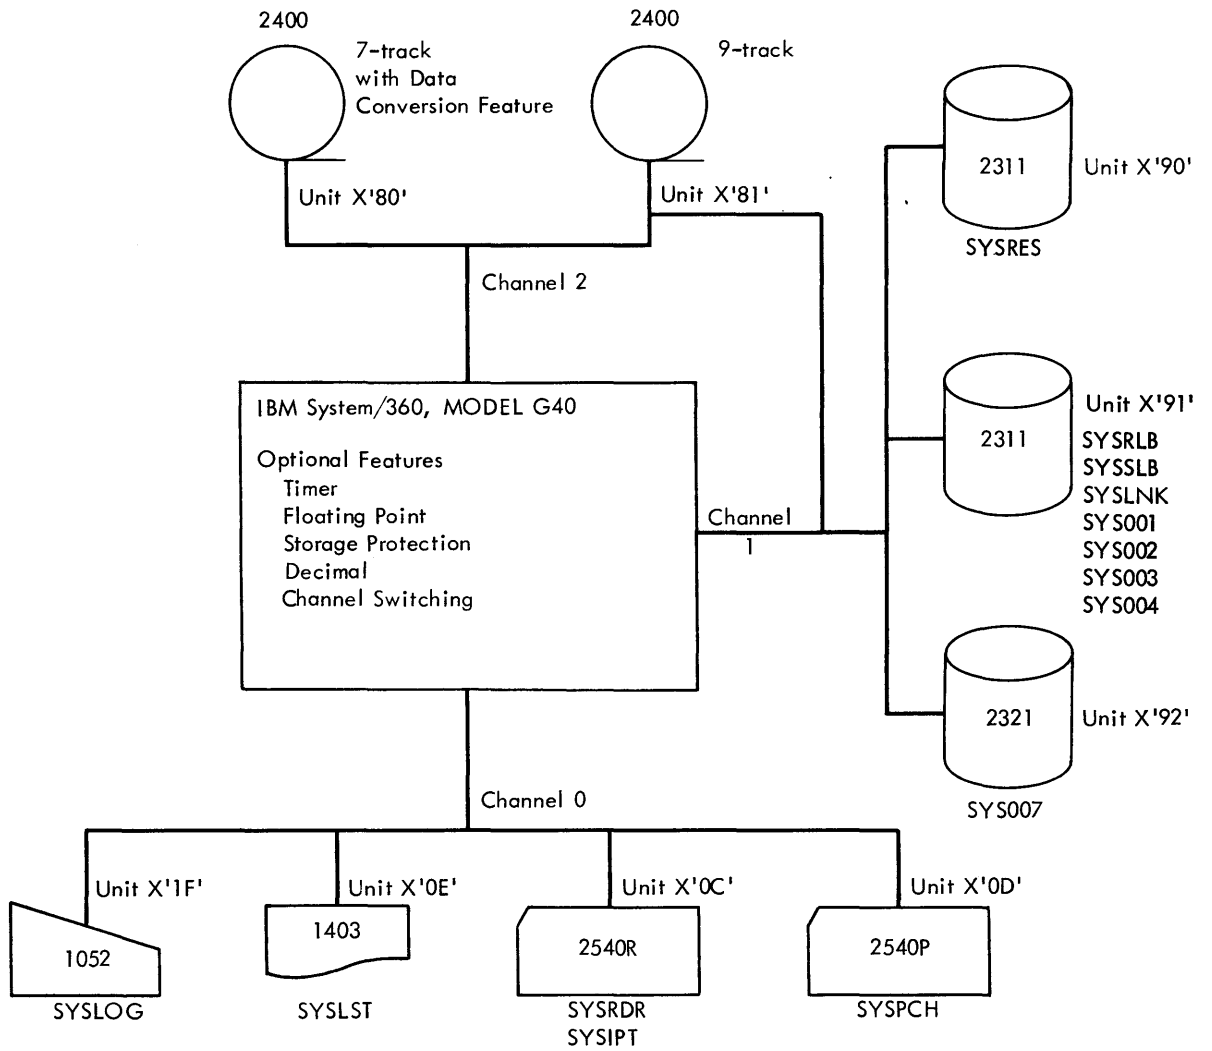 2400
7-track
with Data
Conversion Feature
Unit X'80'
2400
9-track
Unit X'81'
Channel 2
2311
Unit X'90'
SYSRES
IBM System/360, MODEL G40
Optional Features
Timer
Floating Point
Storage Protection
Decimal
Channel Switching
Channel
1
2311
Unit X'91'
SYSRLB
SYSSLB
SYSLNK
SYS001
SYS002
SYS003
SYS004
2321
Unit X'92'
SYS007
Channel 0
Unit X'1F'
1052
SYSLOG
Unit X'0E'
1403
SYSLST
Unit X'0C'
2540R
SYSRDR
SYSIPT
Unit X'0D'
2540P
SYSPCH